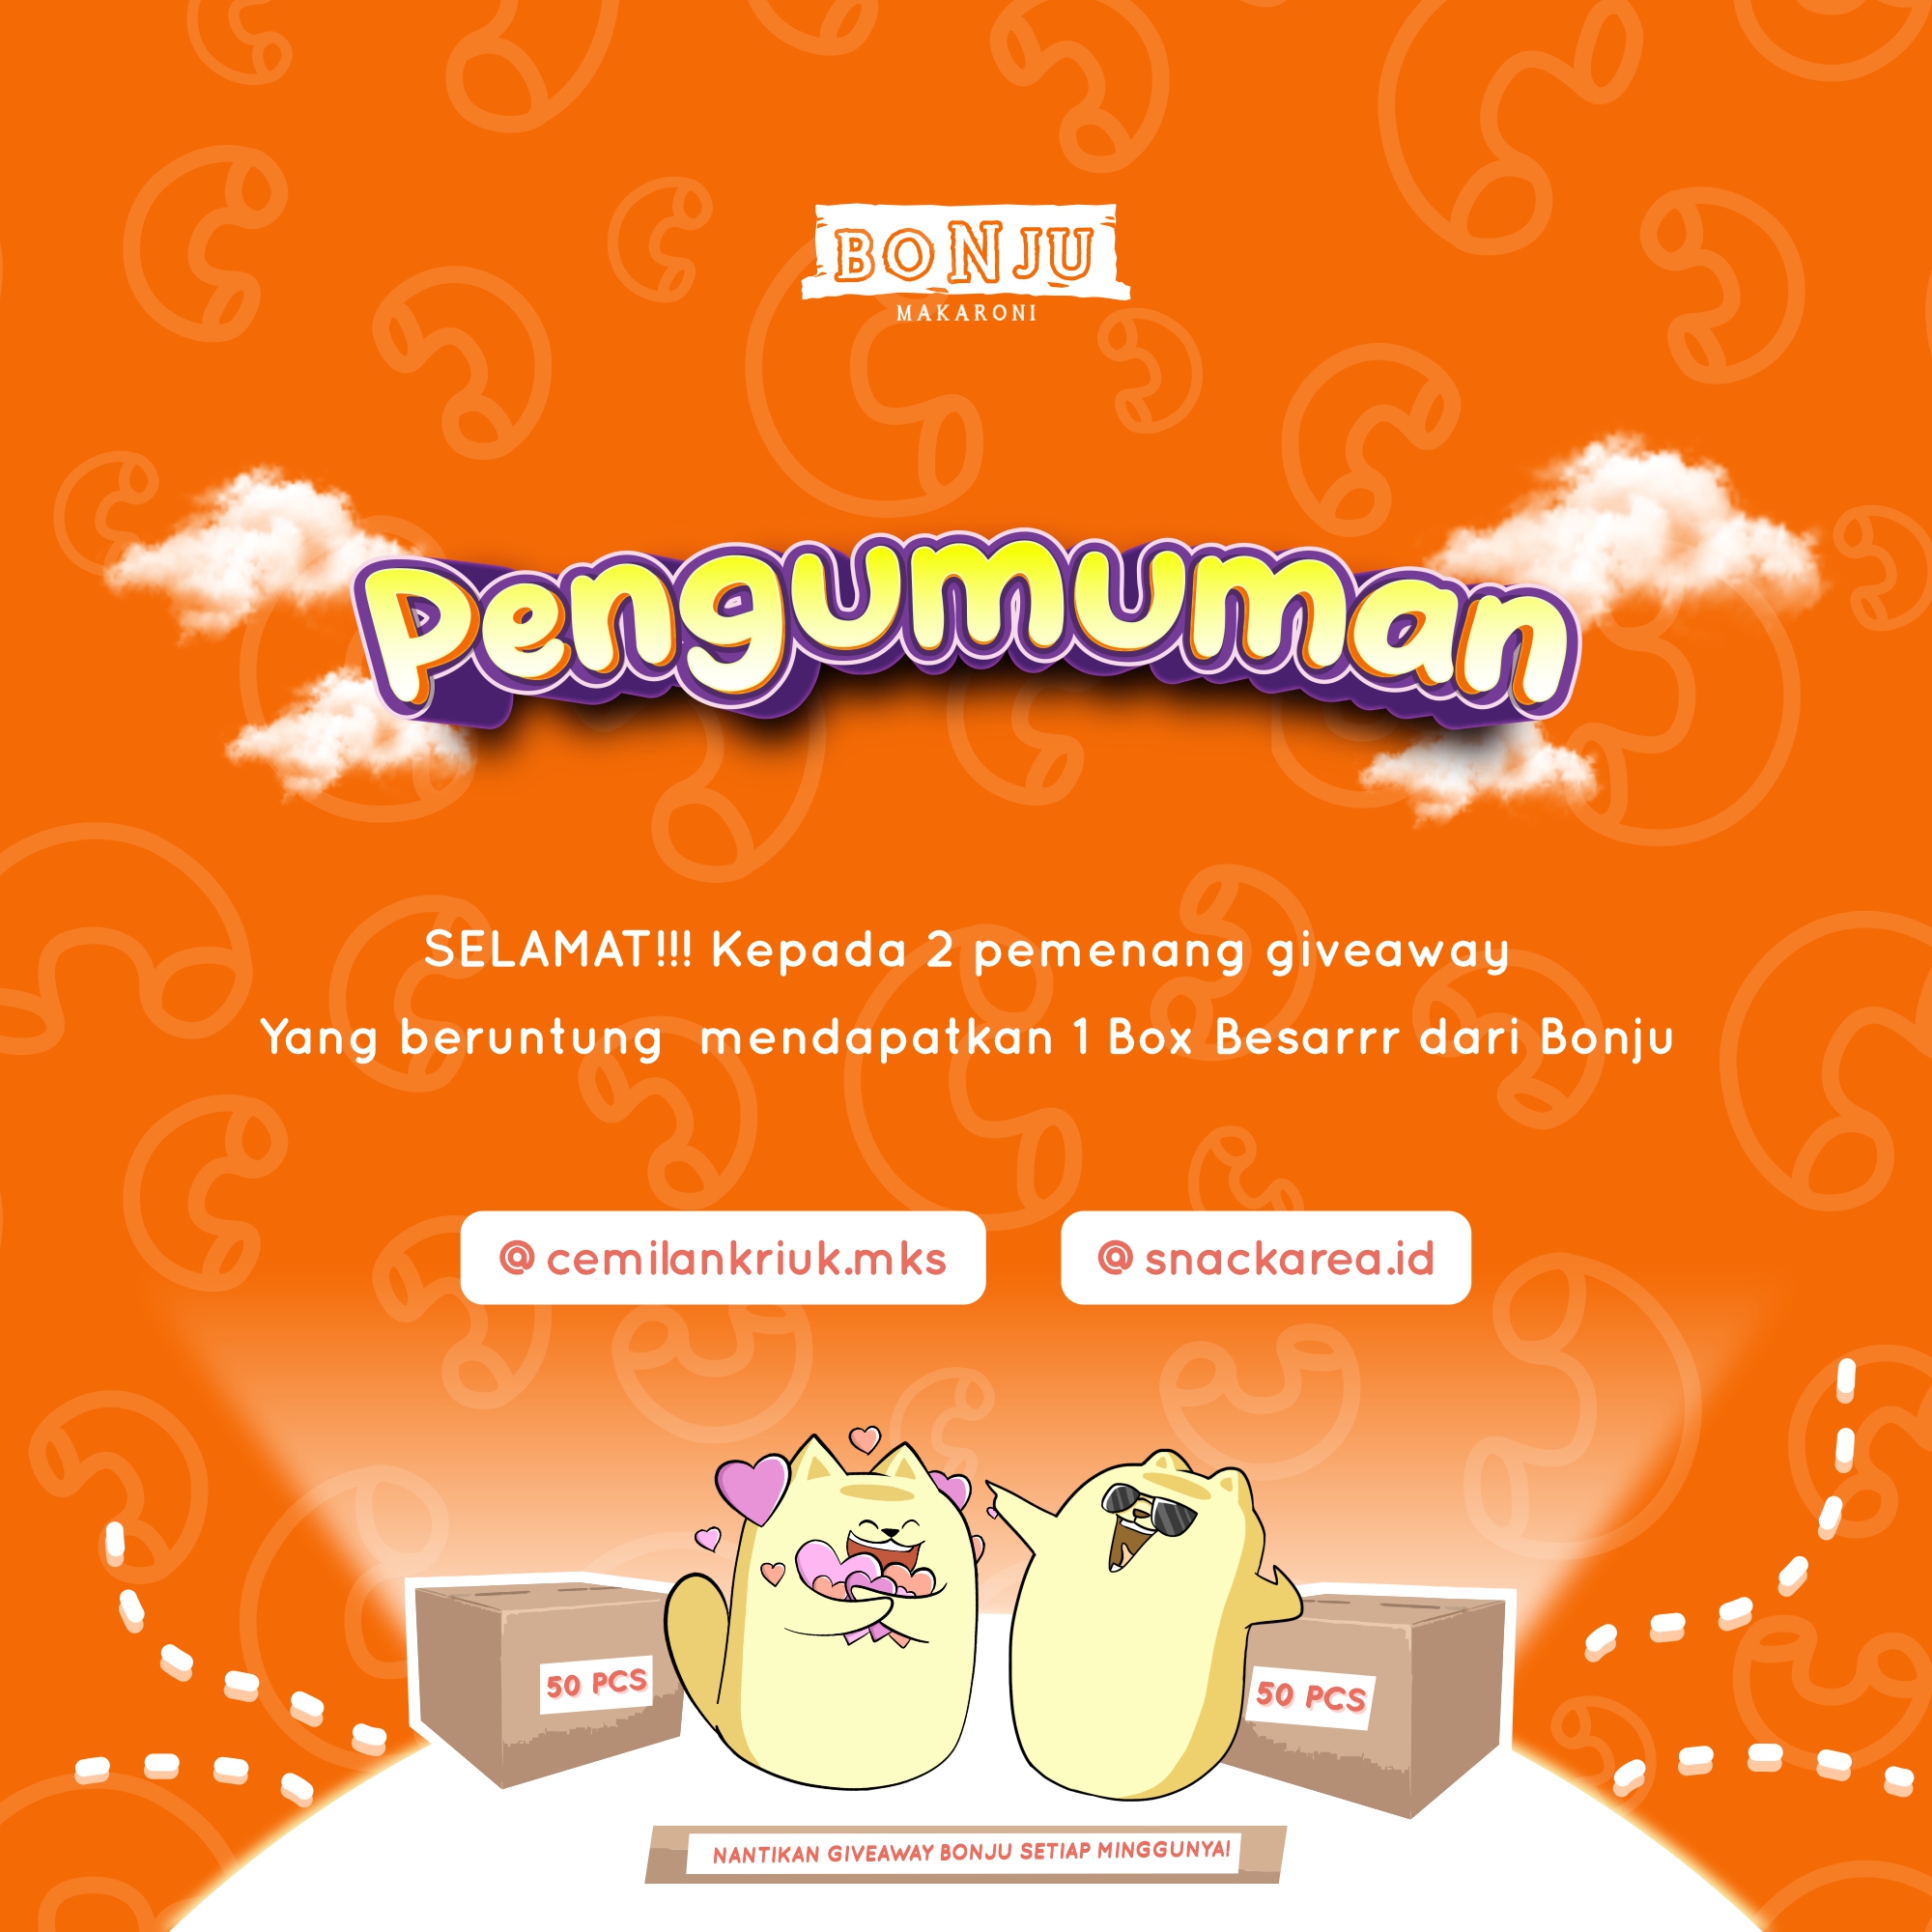 BONJU
MAKARONI
Pengumuman
SELAMAT!!! Kepada 2 pemenang giveaway
Yang beruntung mendapatkan 1 Box Besarrr dari Bonju
@cemilankriuk.mks
@snackarea.id
50 PCS
50 PCS
NANTIKAN GIVEAWAY BONJU SETIAP MINGGUNYA!